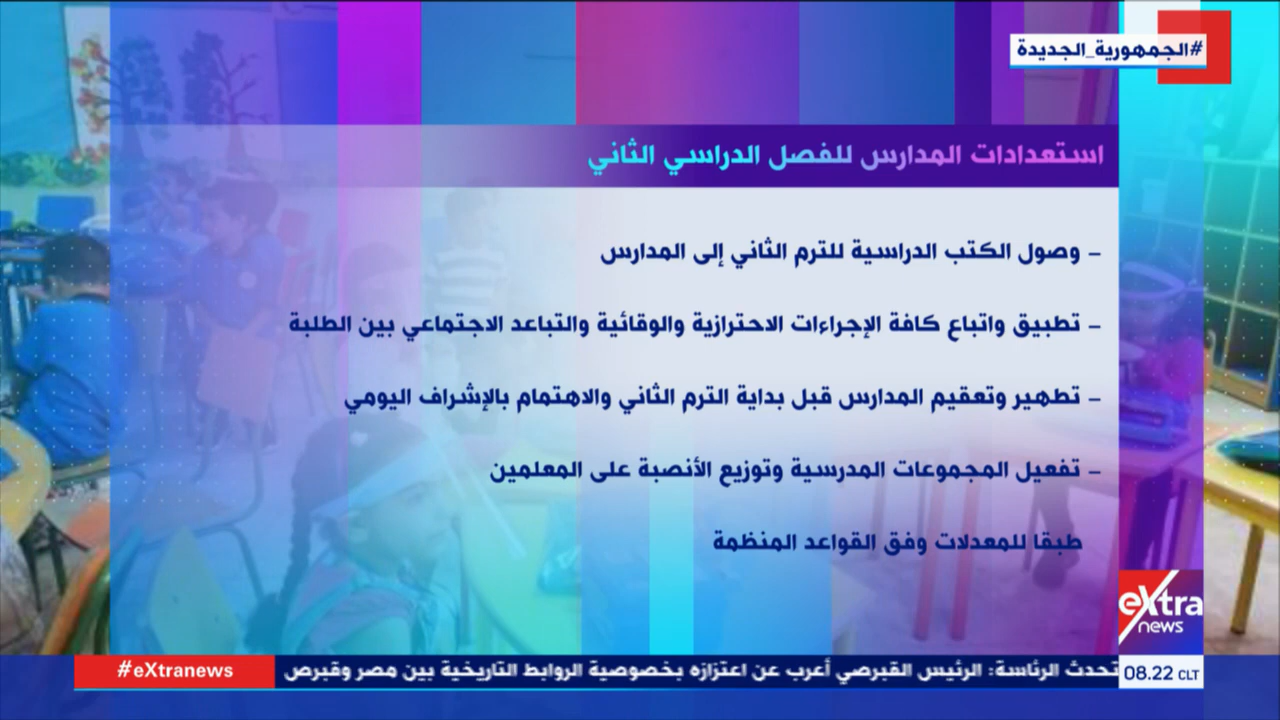 #الجمهورية_الجديدة
استعدادات المدارس للفصل الدراسي الثاني
- وصول الكتب الدراسية للترم الثاني إلى المدارس
- تطبيق واتباع كافة الإجراءات الاحترازية والوقائية والتباعد الاجتماعي بين الطلبة
- تطهير وتعقيم المدارس قبل بداية الترم الثاني والاهتمام بالإشراف اليومي
- تفعيل المجموعات المدرسية وتوزيع الأنصبة على المعلمين
طبقا للمعدلات وفق القواعد المنظمة
eXtra
news
تحدث الرئاسة: الرئيس القبرصي أعرب عن اعتزازه بخصوصية الروابط التاريخية بين مصر وقبرص
#eXtranews
08.22 CLT